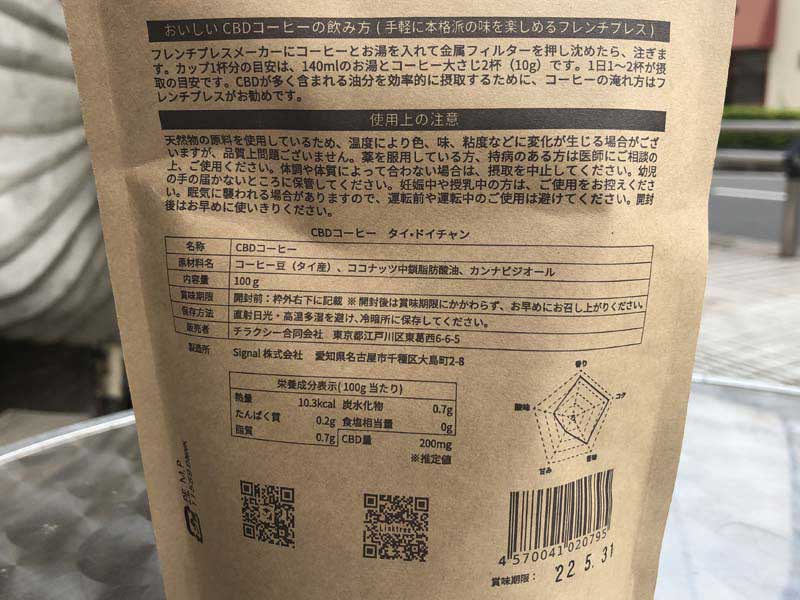 おいしい CBDコーヒーの飲み方 ( 手軽に本格派の味を楽しめるフレンチプレス )
フレンチプレスメーカーにコーヒーとお湯を入れて金属フィルターを押し沈めたら、注ぎま
す。カップ1杯分の目安は、140mlのお湯とコーヒー大さじ2杯（10g）です。1日1～2杯が摂
取の目安です。CBDが多く含まれる油分を効率的に摂取するために、コーヒーの淹れ方はフ
レンチプレスがお勧めです。
使用上の注意
天然物の原料を使用しているため、温度により色、味、粘度などに変化が生じる場合がござ
いますが、品質上問題ございません。薬を服用している方、持病のある方は医師にご相談の
上、ご使用ください。体調や体質によって合わない場合は、摂取を中止してください。幼児
の手の届かないところに保管してください。妊娠中や授乳中の方は、ご使用をお控えくださ
い。眠気に襲われる場合がありますので、運転前や運転中のご使用は避けてください。開封
後はお早めに使いきりください。
CBDコーヒー タイ・ドイチャン
名称 CBDコーヒー
原材料名 コーヒー豆（タイ産）、ココナッツ中鎖脂肪酸油、カンナビジオール
内容量 100 g
賞味期限 開封前：枠外右下に記載 ※開封後は賞味期限にかかわらず、お早めにお召し上がりください。
保存方法 直射日光・高温多湿を避け、冷暗所に保存してください。
販売者 チラクシー合同会社 東京都江戸川区東葛西6-6-5
製造所 Signal 株式会社 愛知県名古屋市千種区大島町2-8
栄養成分表示( 100g 当たり)
熱量 10.3kcal 炭水化物 0.7g
たんぱく質 0.2g 食塩相当量 0g
脂質 0.7g CBD量 200mg
※推定値
香り
コク
酸味
甘み
苦味
Linktree
4 570041 020795
賞味期限： 22.5.31